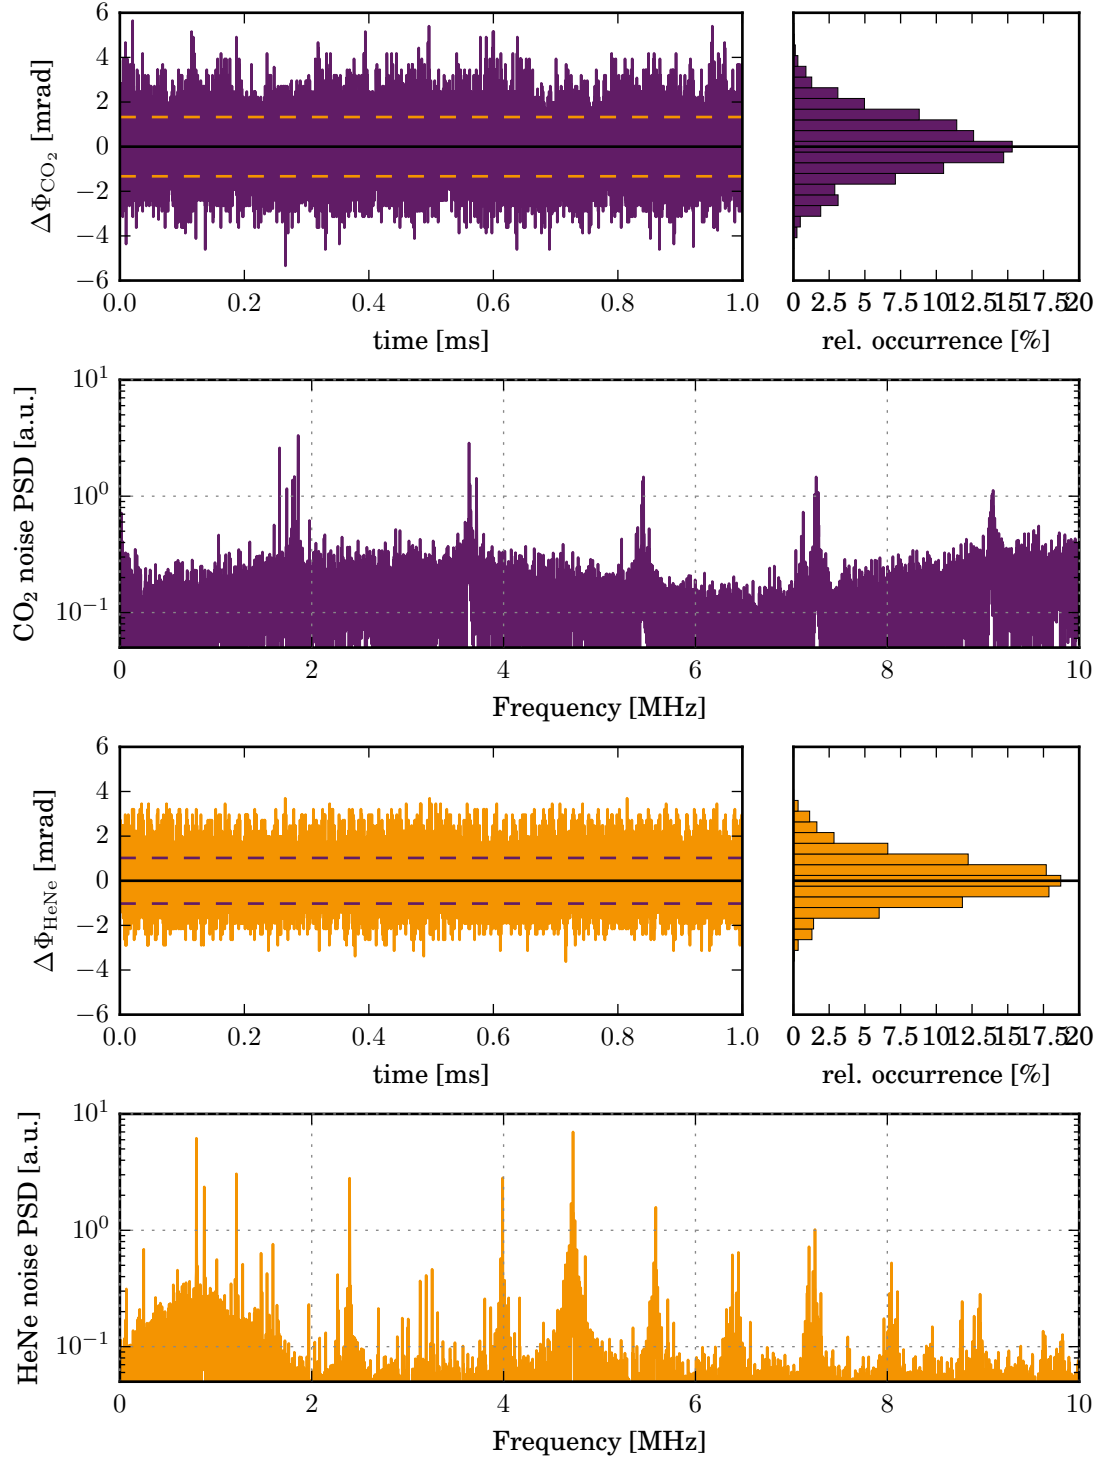 6
4
2
0
−2
−4
−6
ΔΦCO₂ [mrad]
0.0 0.2 0.4 0.6 0.8 1.0
time [ms]
0 2.5 5 7.5 10 12.5 15 17.5 20
rel. occurrence [%]
10¹
10⁰
10⁻¹
CO₂ noise PSD [a.u.]
0 2 4 6 8 10
Frequency [MHz]
6
4
2
0
−2
−4
−6
ΔΦHeNe [mrad]
0.0 0.2 0.4 0.6 0.8 1.0
time [ms]
0 2.5 5 7.5 10 12.5 15 17.5 20
rel. occurrence [%]
10¹
10⁰
10⁻¹
HeNe noise PSD [a.u.]
0 2 4 6 8 10
Frequency [MHz]